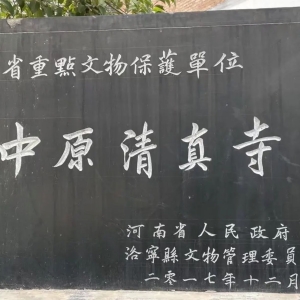 省重點文物保護單位
中原清真寺
河南省人民政府
洛寧縣文物管理委員
二零一七年十二月